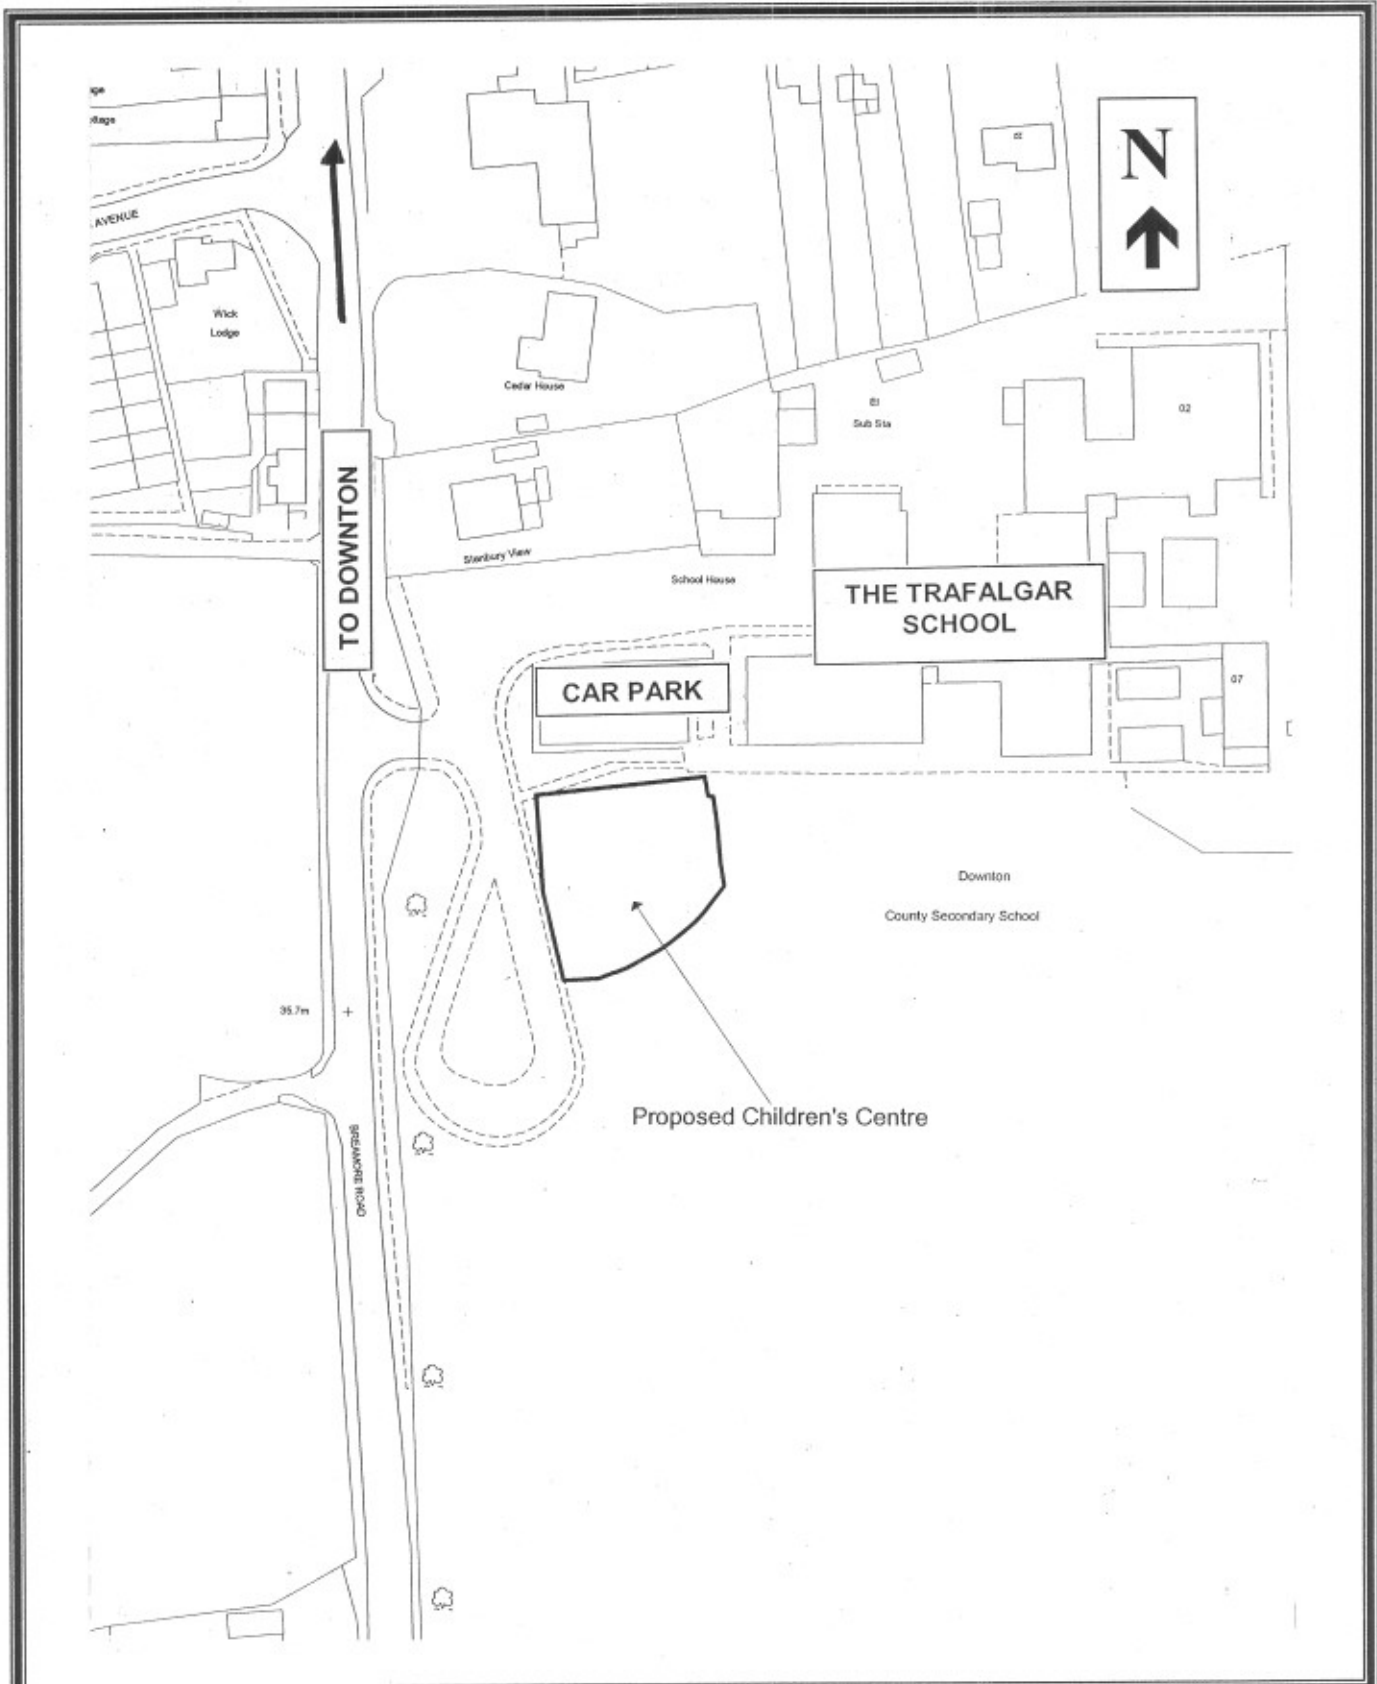 AVENUE
N
Wick
Lodge
Cedar House
El
Sub Sta
02
TO DOWNTON
Stanbury View
School House
THE TRAFALGAR
SCHOOL
CAR PARK
07
Downton
County Secondary School
35.7m
Proposed Children's Centre
BREAMORE ROAD